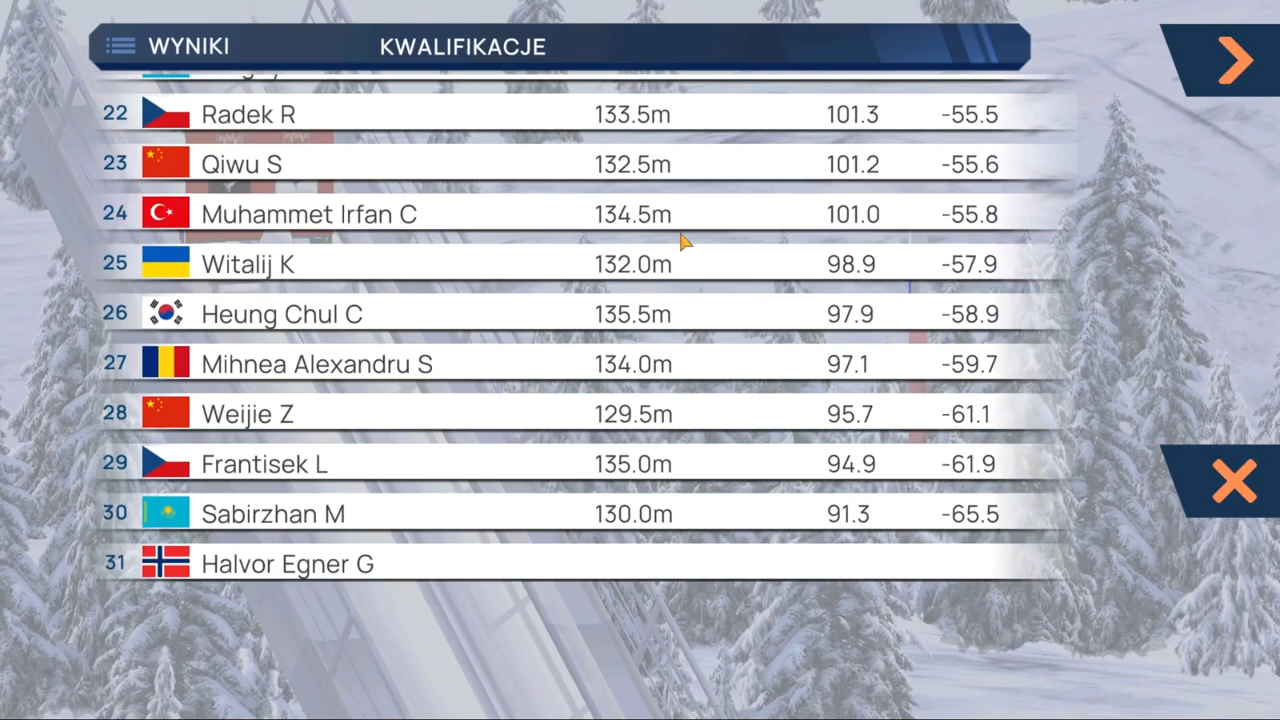 WYNIKI KWALIFIKACJE
22 Radek R 133.5m 101.3 -55.5
23 Qiwu S 132.5m 101.2 -55.6
24 Muhammet Irfan C 134.5m 101.0 -55.8
25 Witalij K 132.0m 98.9 -57.9
26 Heung Chul C 135.5m 97.9 -58.9
27 Mihnea Alexandru S 134.0m 97.1 -59.7
28 Weijie Z 129.5m 95.7 -61.1
29 Frantisek L 135.0m 94.9 -61.9
30 Sabirzhan M 130.0m 91.3 -65.5
31 Halvor Egner G